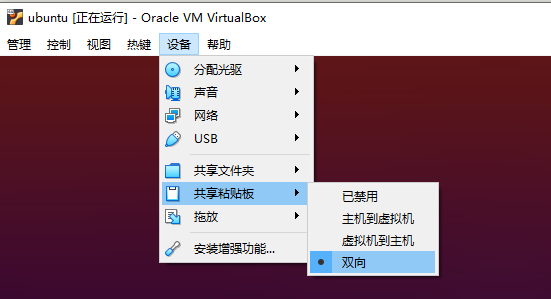 ubuntu [正在运行] - Oracle VM VirtualBox
管理 控制 视图 热键 设备 帮助
分配光驱
声音
网络
USB
共享文件夹
共享粘贴板
已禁用
拖放
主机到虚拟机
虚拟机到主机
安装增强功能...
双向